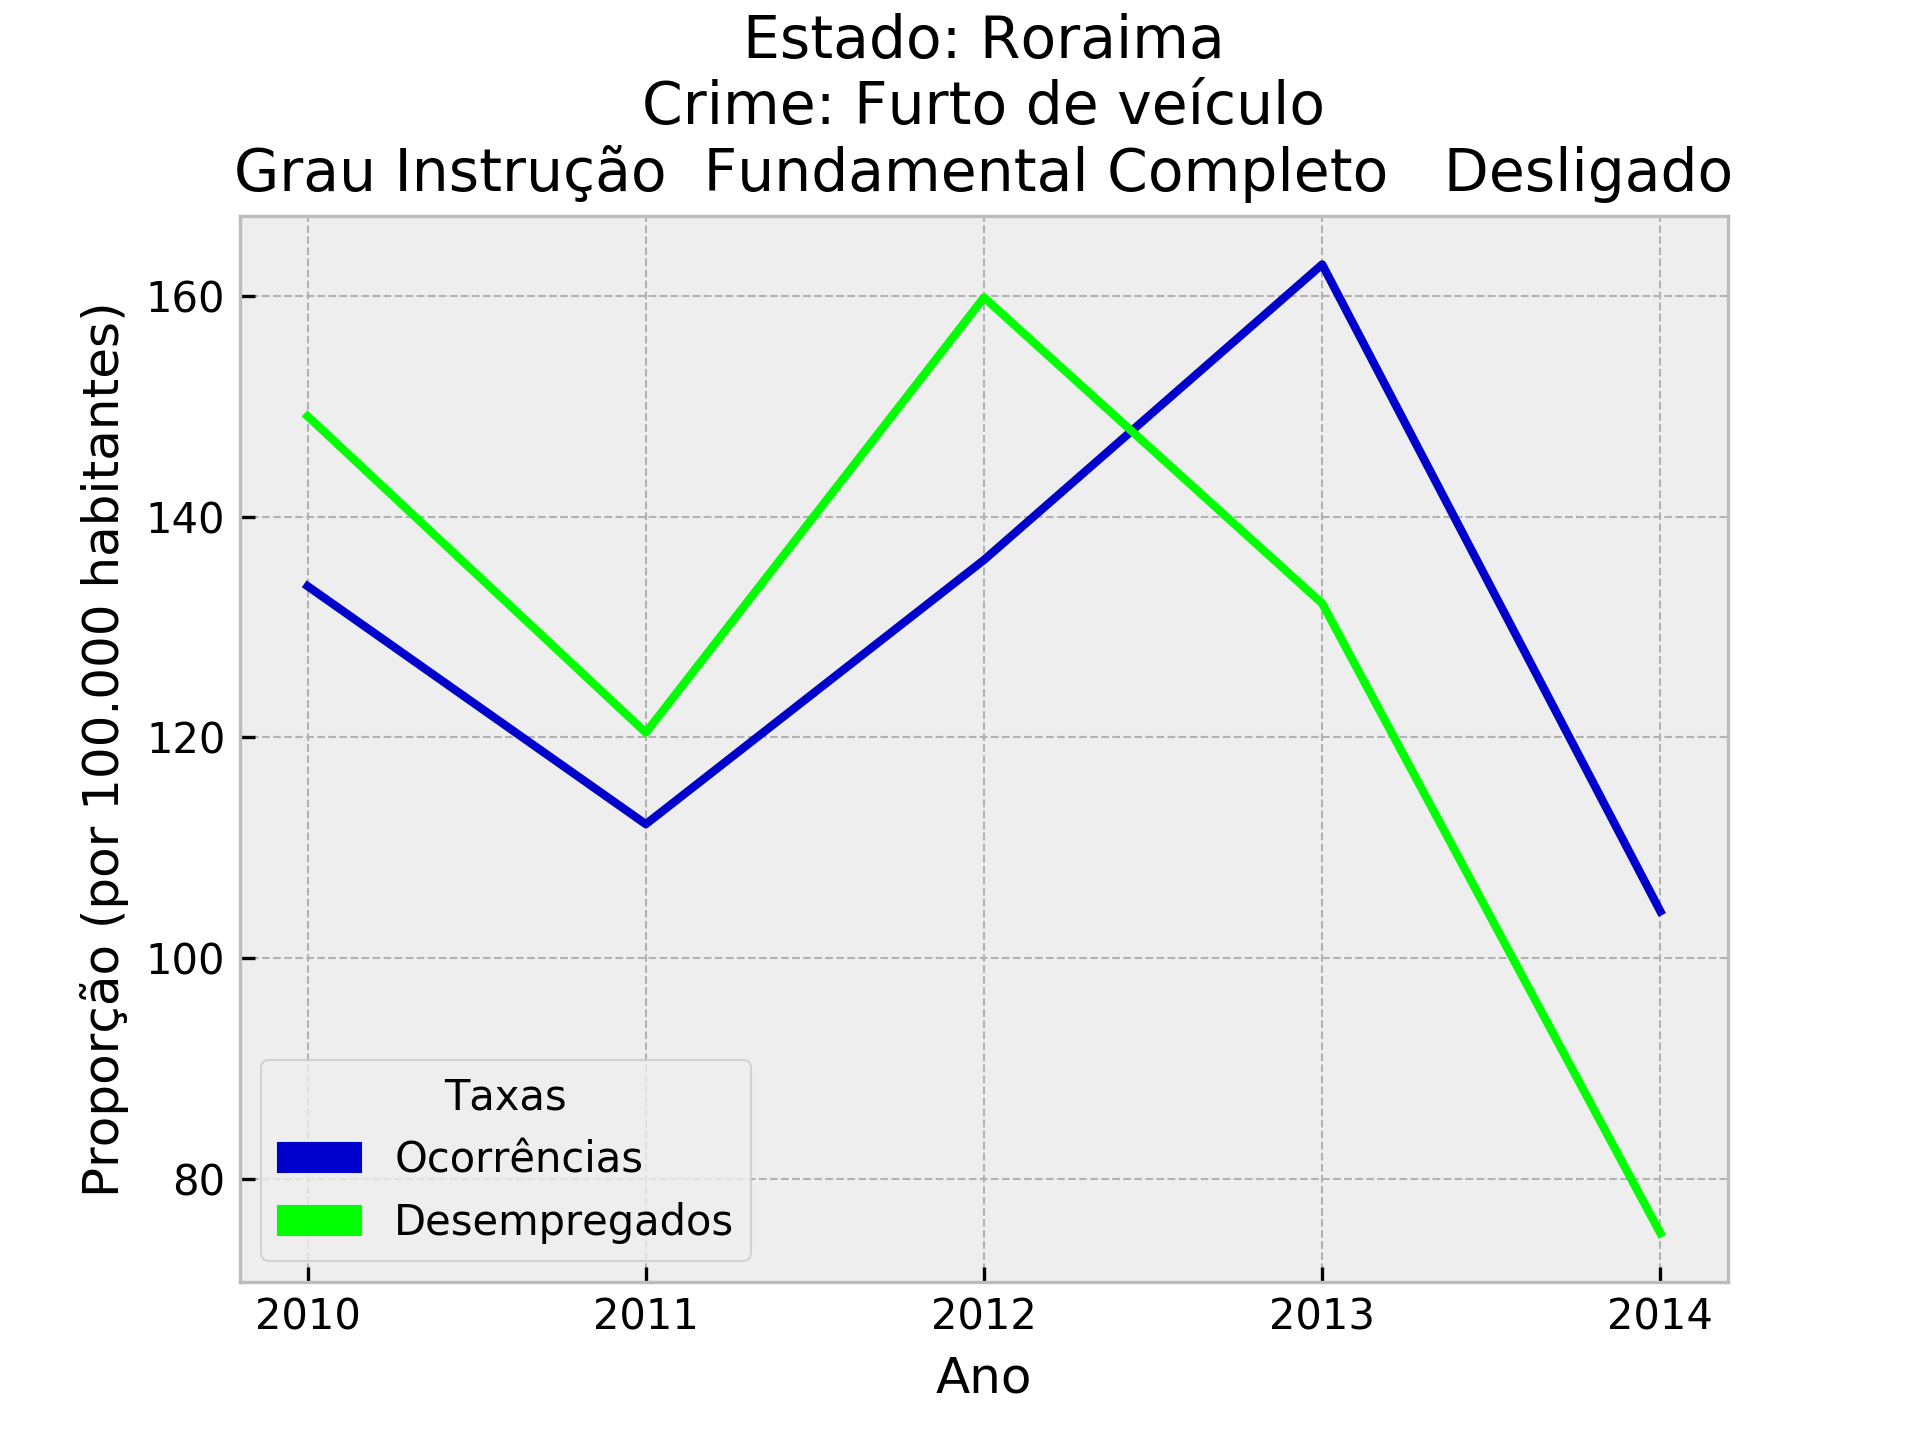 Estado: Roraima
Crime: Furto de veículo
Grau Instrução  Fundamental Completo   Desligado
Proporção (por 100.000 habitantes)
160
140
120
100
80
Taxas
Ocorrências
Desempregados
2010 2011 2012 2013 2014
Ano